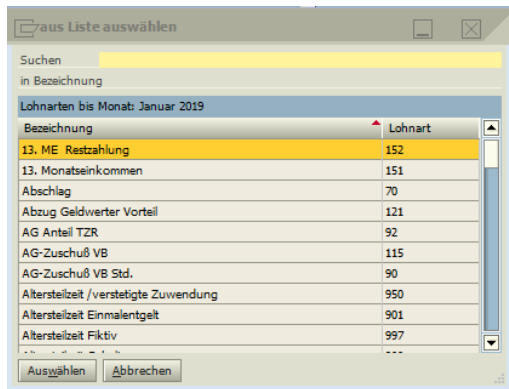 aus Liste auswählen
Suchen
in Bezeichnung
Lohnarten bis Monat: Januar 2019
Bezeichnung Lohnart
13. ME Restzahlung 152
13. Monatseinkommen 151
Abschlag 70
Abzug Geldwerter Vorteil 121
AG Anteil TZR 92
AG-Zuschuß VB 115
AG-Zuschuß VB Std. 90
Altersteilzeit /verstetigte Zuwendung 950
Altersteilzeit Einmalentgelt 901
Altersteilzeit Fiktiv 997
Auswählen Abbrechen